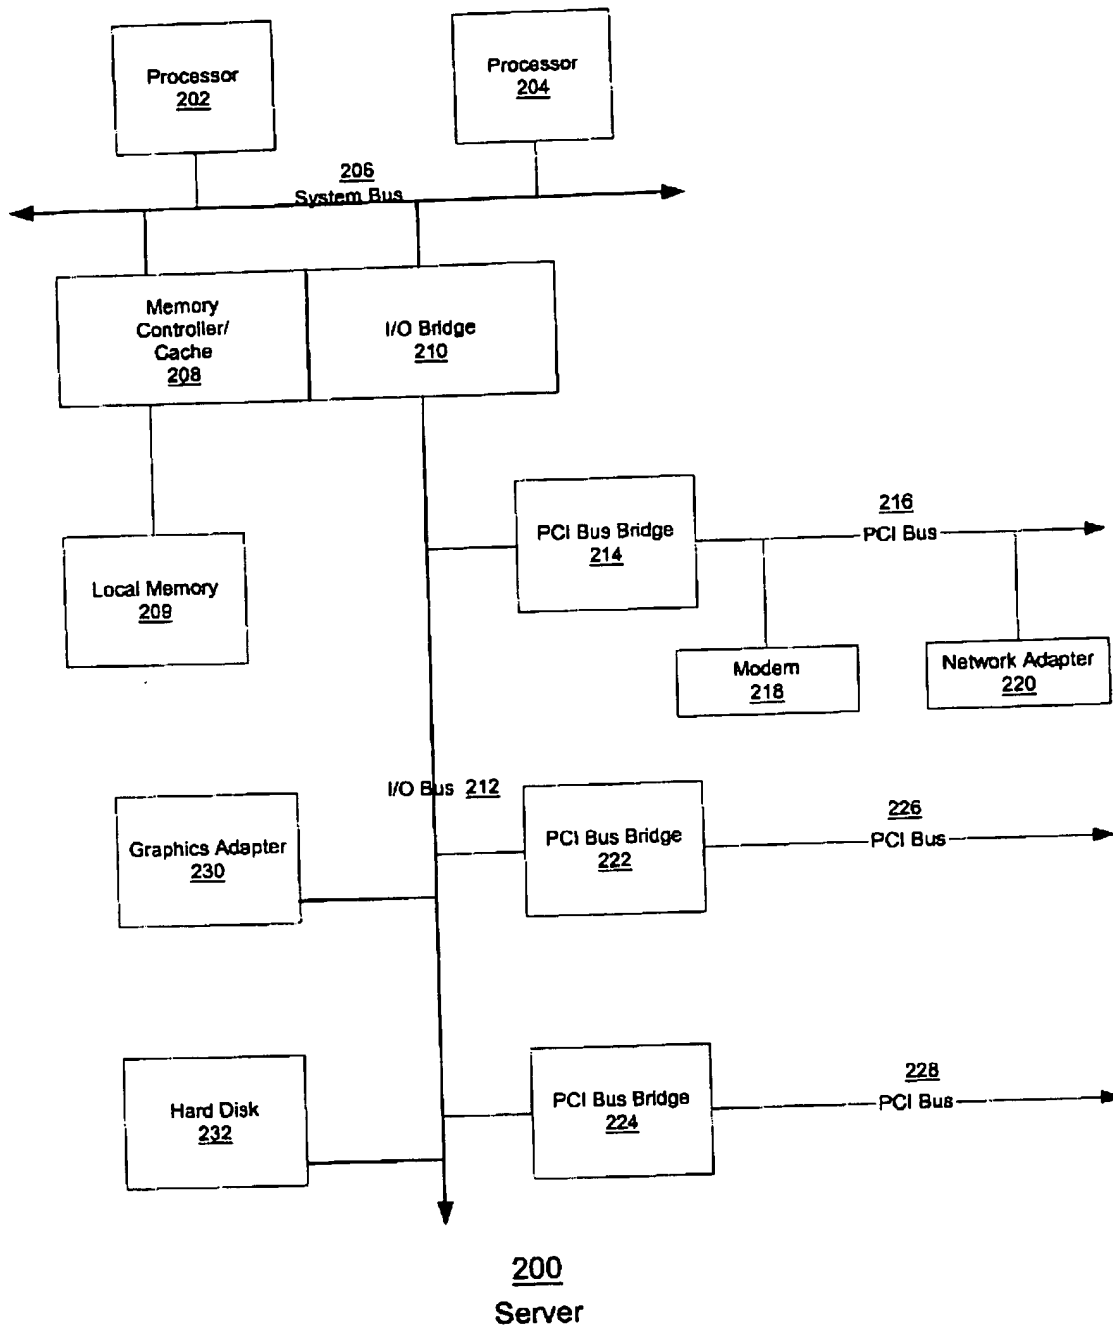 Processor
202
Processor
204
206
System Bus
Memory
Controller/
Cache
208
I/O Bridge
210
Local Memory
209
PCI Bus Bridge
214
216
PCI Bus
Modem
218
Network Adapter
220
I/O Bus 212
Graphics Adapter
230
PCI Bus Bridge
222
226
PCI Bus
Hard Disk
232
PCI Bus Bridge
224
228
PCI Bus
200
Server